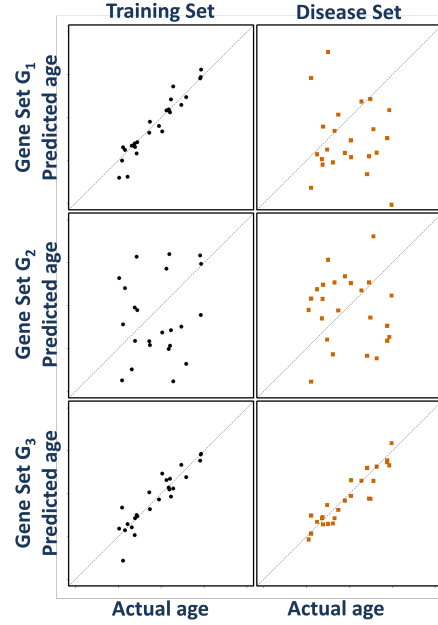 Training Set
Disease Set
Gene Set G₁
Predicted age
Gene Set G₂
Predicted age
Gene Set G₃
Predicted age
Actual age
Actual age